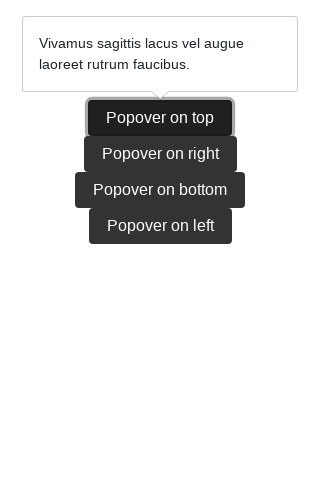 Vivamus sagittis lacus vel augue
laoreet rutrum faucibus.
Popover on top
Popover on right
Popover on bottom
Popover on left